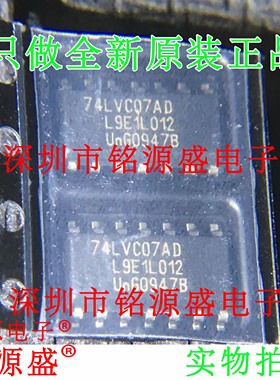 只做全新原装正品
74LVC07AD
L9E1L012
UnG0947B
深圳市铭源盛电子
74LVC07AD
L9E1L012
UnG0947B
深圳市铭源盛电子
电子®
源盛® 实物拍